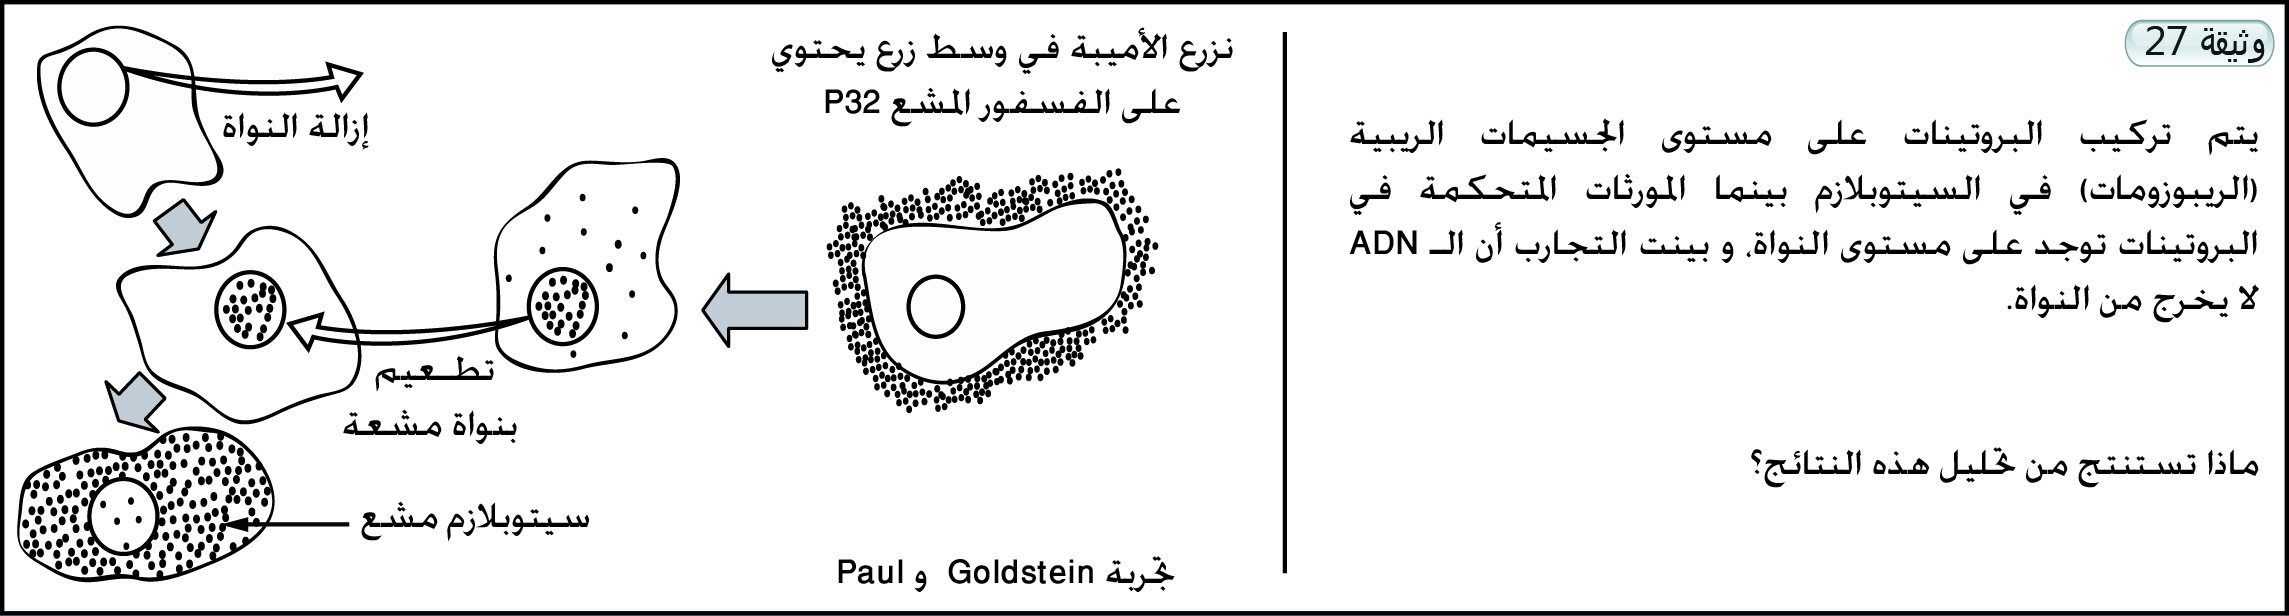 وثيقة 27
يتم تركيب البروتينات على مستوى الجسيمات الريبية
(الريبوزومات) في السيتوبلازم بينما المورثات المتحكمة في
البروتينات توجد على مستوى النواة. و بينت التجارب أن الـ ADN
لا يخرج من النواة.
ماذا تستنتج من تحليل هذه النتائج؟
نزرع الأميبة في وسط زرع يحتوي
على الفسفور المشع P32
إزالة النواة
تطعيم
بنواة مشعة
سيتوبلازم مشع
تجربة Goldstein و Paul